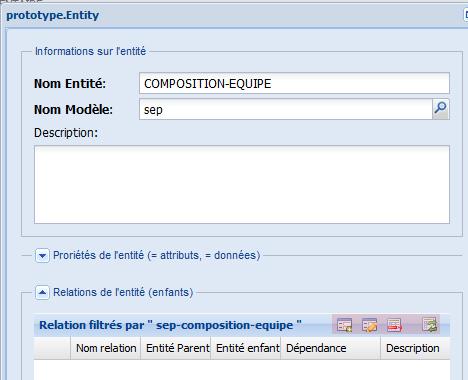 prototype.Entity
Informations sur l'entité
Nom Entité: COMPOSITION-EQUIPE
Nom Modèle: sep
Description:
Propriétés de l'entité (= attributs, = données)
Relations de l'entité (enfants)
Relation filtrés par " sep-composition-equipe "
Nom relation Entité Parent Entité enfant Dépendance Description